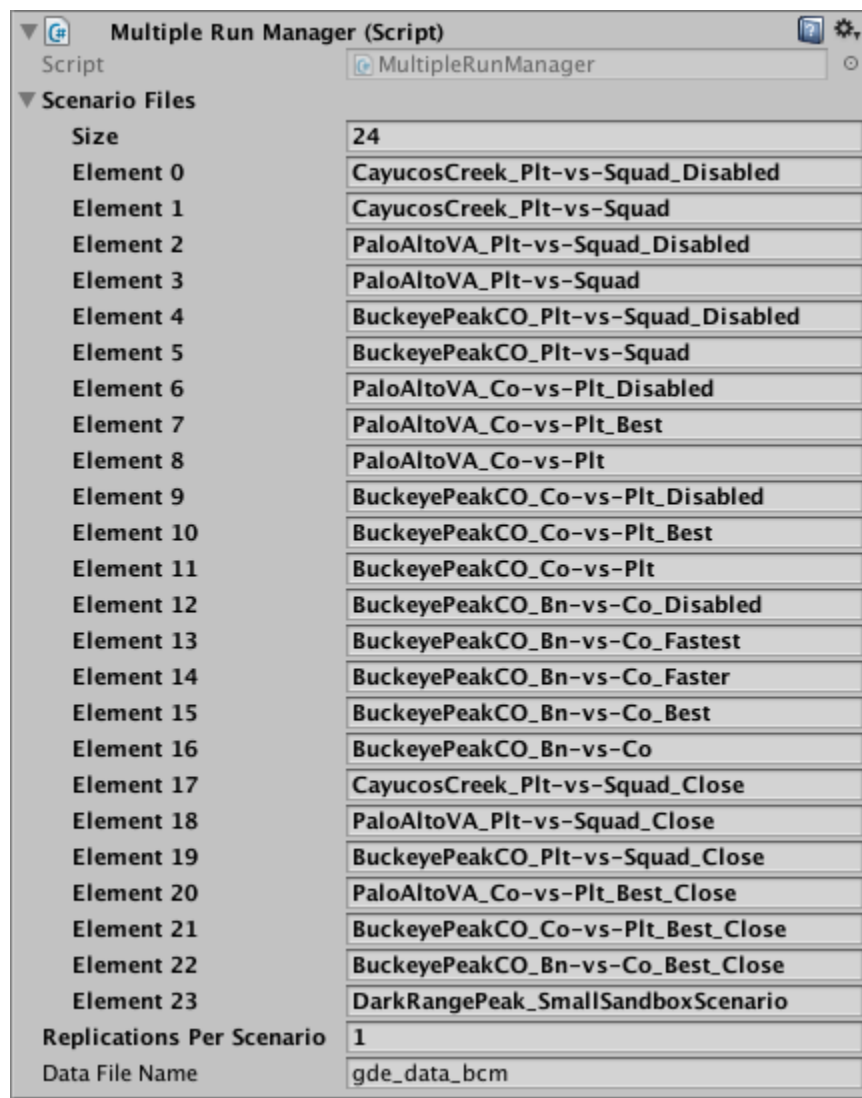 Multiple Run Manager (Script)
Script MultipleRunManager
Scenario Files
Size 24
Element 0 CayucosCreek_Plt-vs-Squad_Disabled
Element 1 CayucosCreek_Plt-vs-Squad
Element 2 PaloAltoVA_Plt-vs-Squad_Disabled
Element 3 PaloAltoVA_Plt-vs-Squad
Element 4 BuckeyePeakCO_Plt-vs-Squad_Disabled
Element 5 BuckeyePeakCO_Plt-vs-Squad
Element 6 PaloAltoVA_Co-vs-Plt_Disabled
Element 7 PaloAltoVA_Co-vs-Plt_Best
Element 8 PaloAltoVA_Co-vs-Plt
Element 9 BuckeyePeakCO_Co-vs-Plt_Disabled
Element 10 BuckeyePeakCO_Co-vs-Plt_Best
Element 11 BuckeyePeakCO_Co-vs-Plt
Element 12 BuckeyePeakCO_Bn-vs-Co_Disabled
Element 13 BuckeyePeakCO_Bn-vs-Co_Fastest
Element 14 BuckeyePeakCO_Bn-vs-Co_Faster
Element 15 BuckeyePeakCO_Bn-vs-Co_Best
Element 16 BuckeyePeakCO_Bn-vs-Co
Element 17 CayucosCreek_Plt-vs-Squad_Close
Element 18 PaloAltoVA_Plt-vs-Squad_Close
Element 19 BuckeyePeakCO_Plt-vs-Squad_Close
Element 20 PaloAltoVA_Co-vs-Plt_Best_Close
Element 21 BuckeyePeakCO_Co-vs-Plt_Best_Close
Element 22 BuckeyePeakCO_Bn-vs-Co_Best_Close
Element 23 DarkRangePeak_SmallSandboxScenario
Replications Per Scenario 1
Data File Name gde_data_bcm